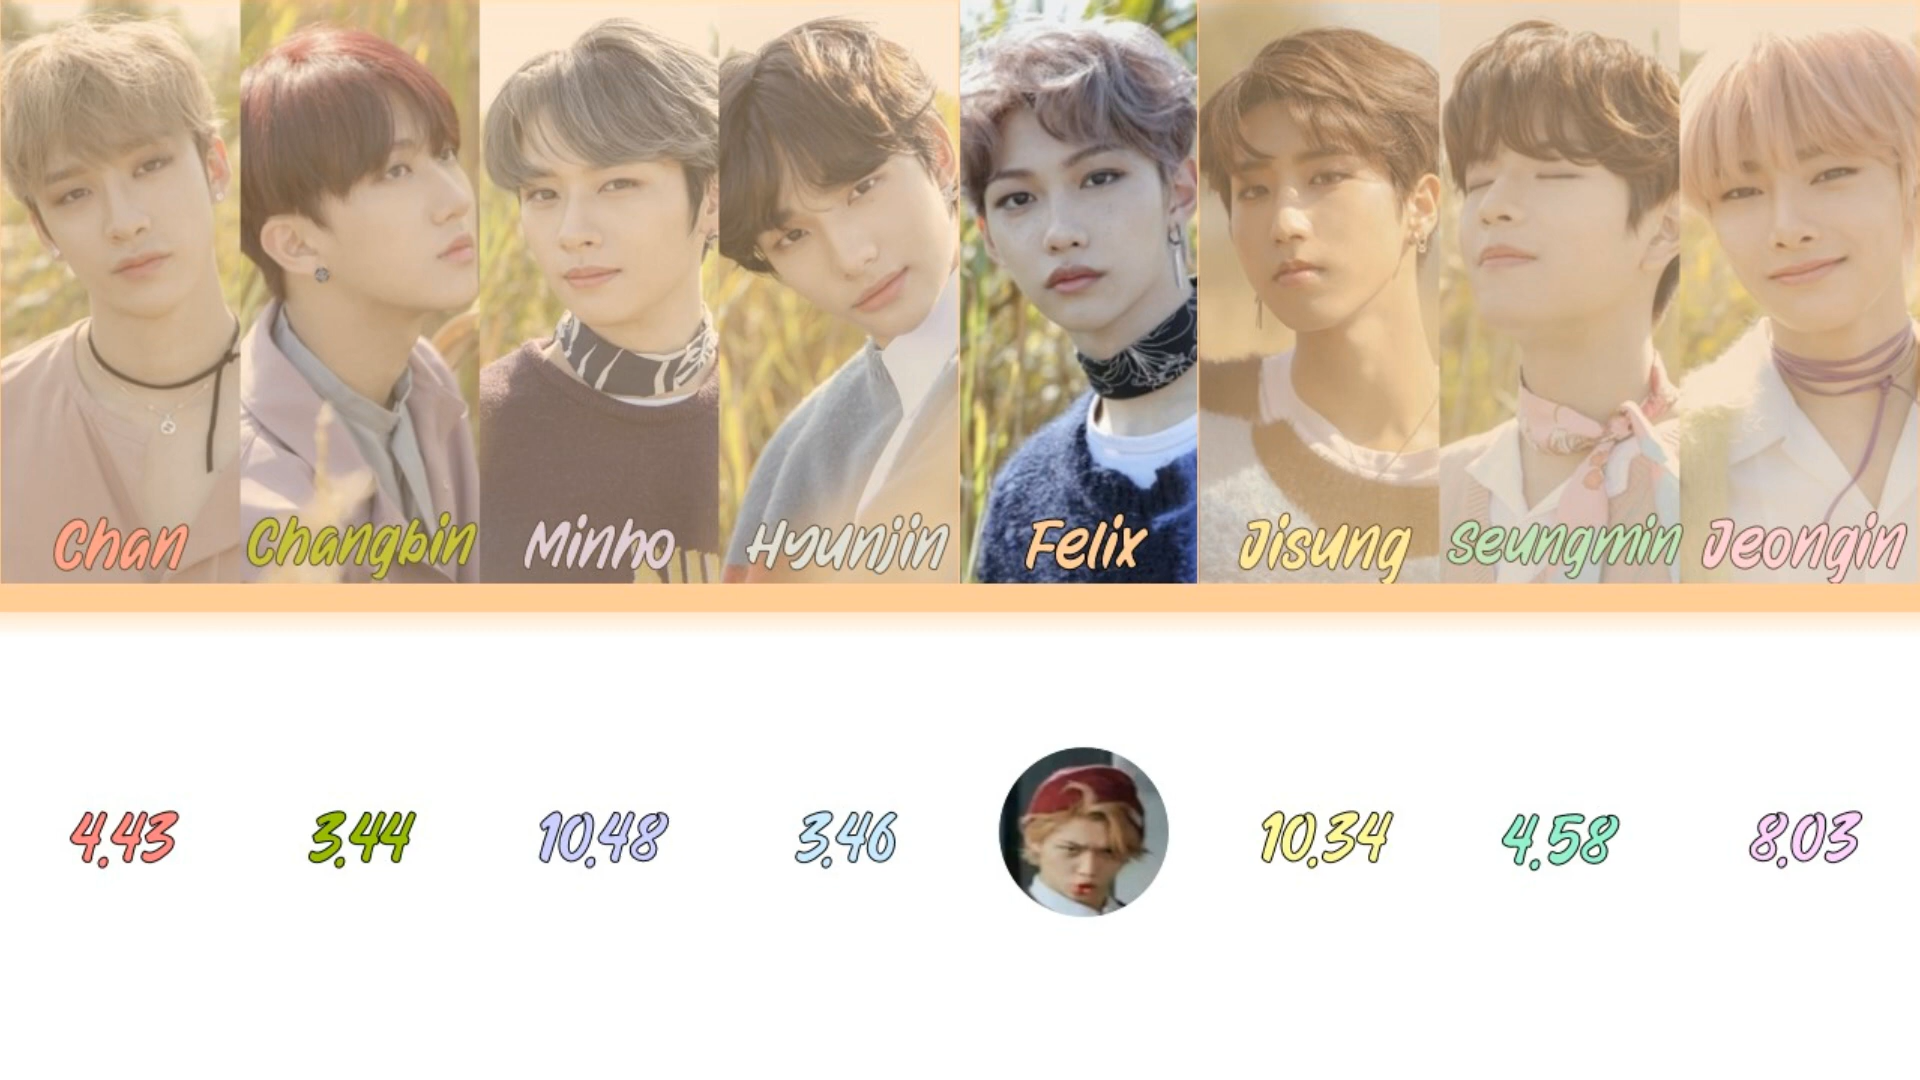 Chan Changbin Minho Hyunjin Felix Jisung Seungmin Jeongin
4.43 3.44 10.48 3.46 10.34 4.58 8.03